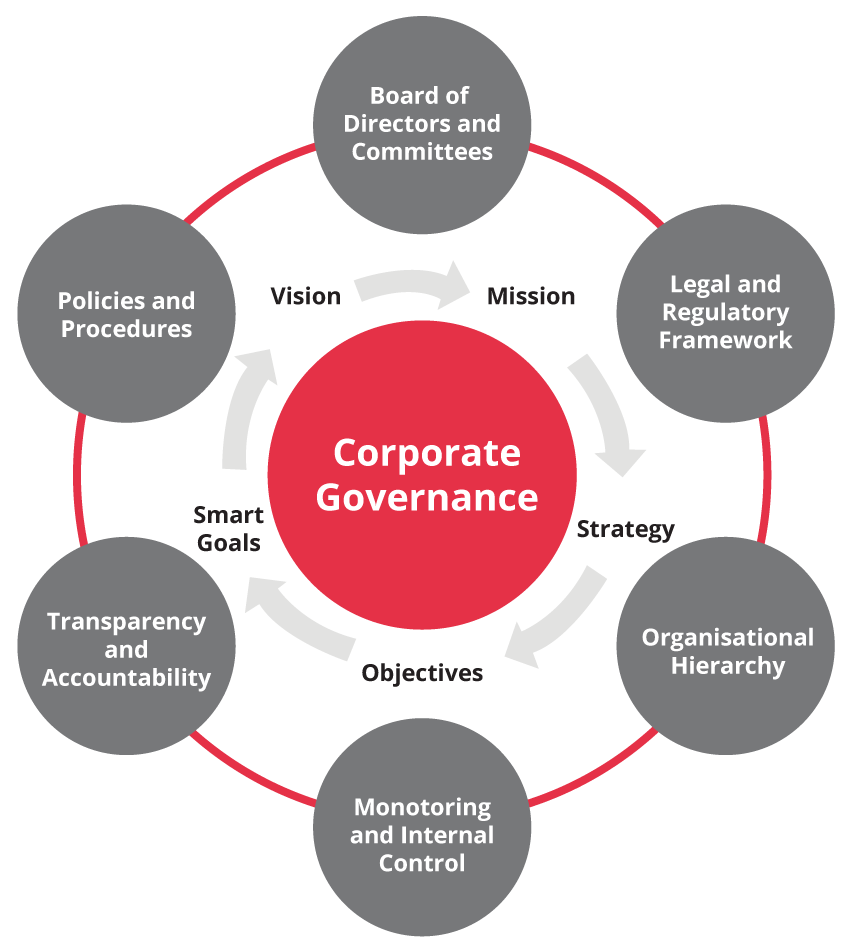 Board of
Directors and
Committees
Legal and
Regulatory
Framework
Policies and
Procedures
Vision
Mission
Corporate
Governance
Smart
Goals
Strategy
Transparency
and
Accountability
Organisational
Hierarchy
Objectives
Monotoring
and Internal
Control